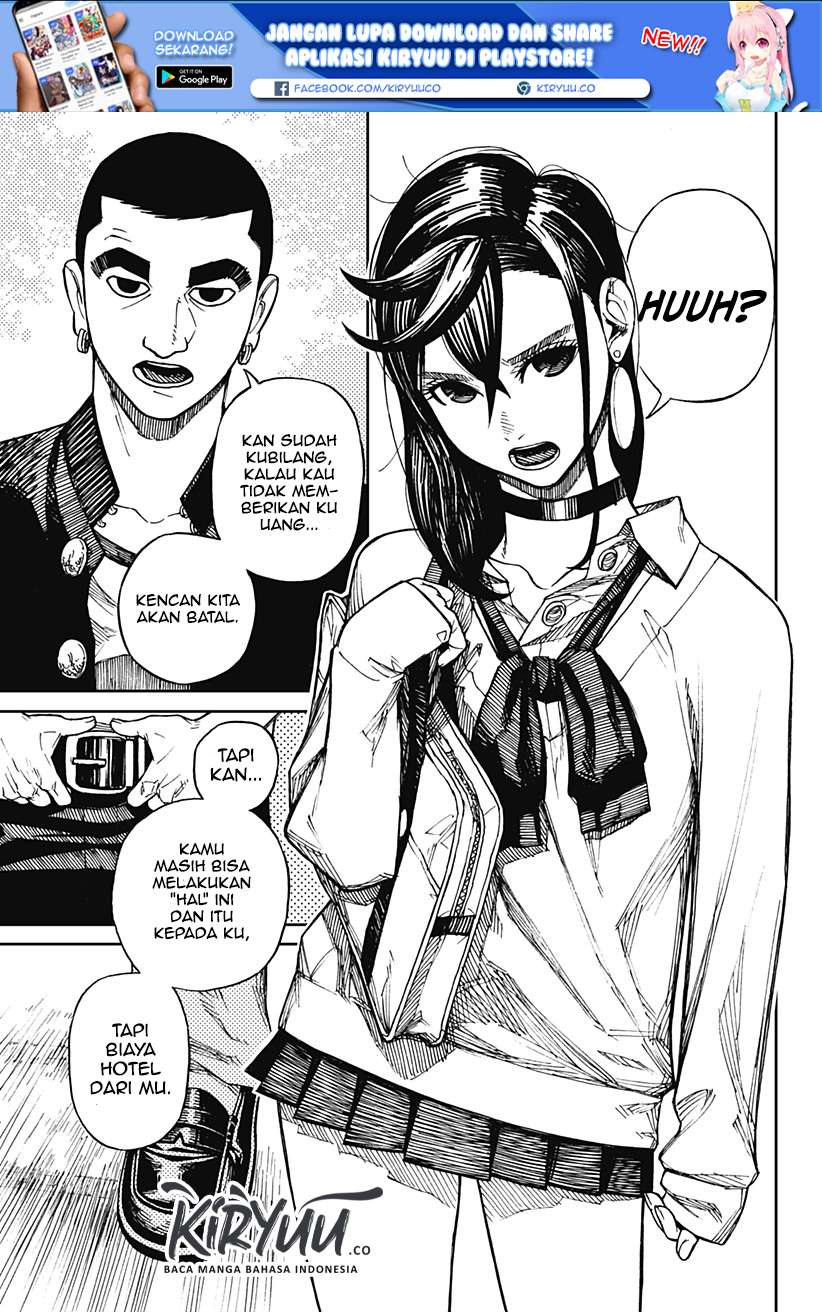 DOWNLOAD
SEKARANG!
GET IT ON
Google Play
JANGAN LUPA DOWNLOAD DAN SHARE
APLIKASI KIRYUU DI PLAYSTORE!
FACEBOOK.COM/KIRYUUCO
KIRYUU.CO
NEW!!
HUUH?
KAN SUDAH
KUBILANG,
KALAU KAU
TIDAK MEM-
BERIKAN KU
UANG...
KENCAN KITA
AKAN BATAL.
TAPI
KAN...
KAMU
MASIH BISA
MELAKUKAN
"HAL" INI
DAN ITU
KEPADA KU,
TAPI
BIAYA
HOTEL
DARI MU.
KIRYUU.CO
BACA MANGA BAHASA INDONESIA